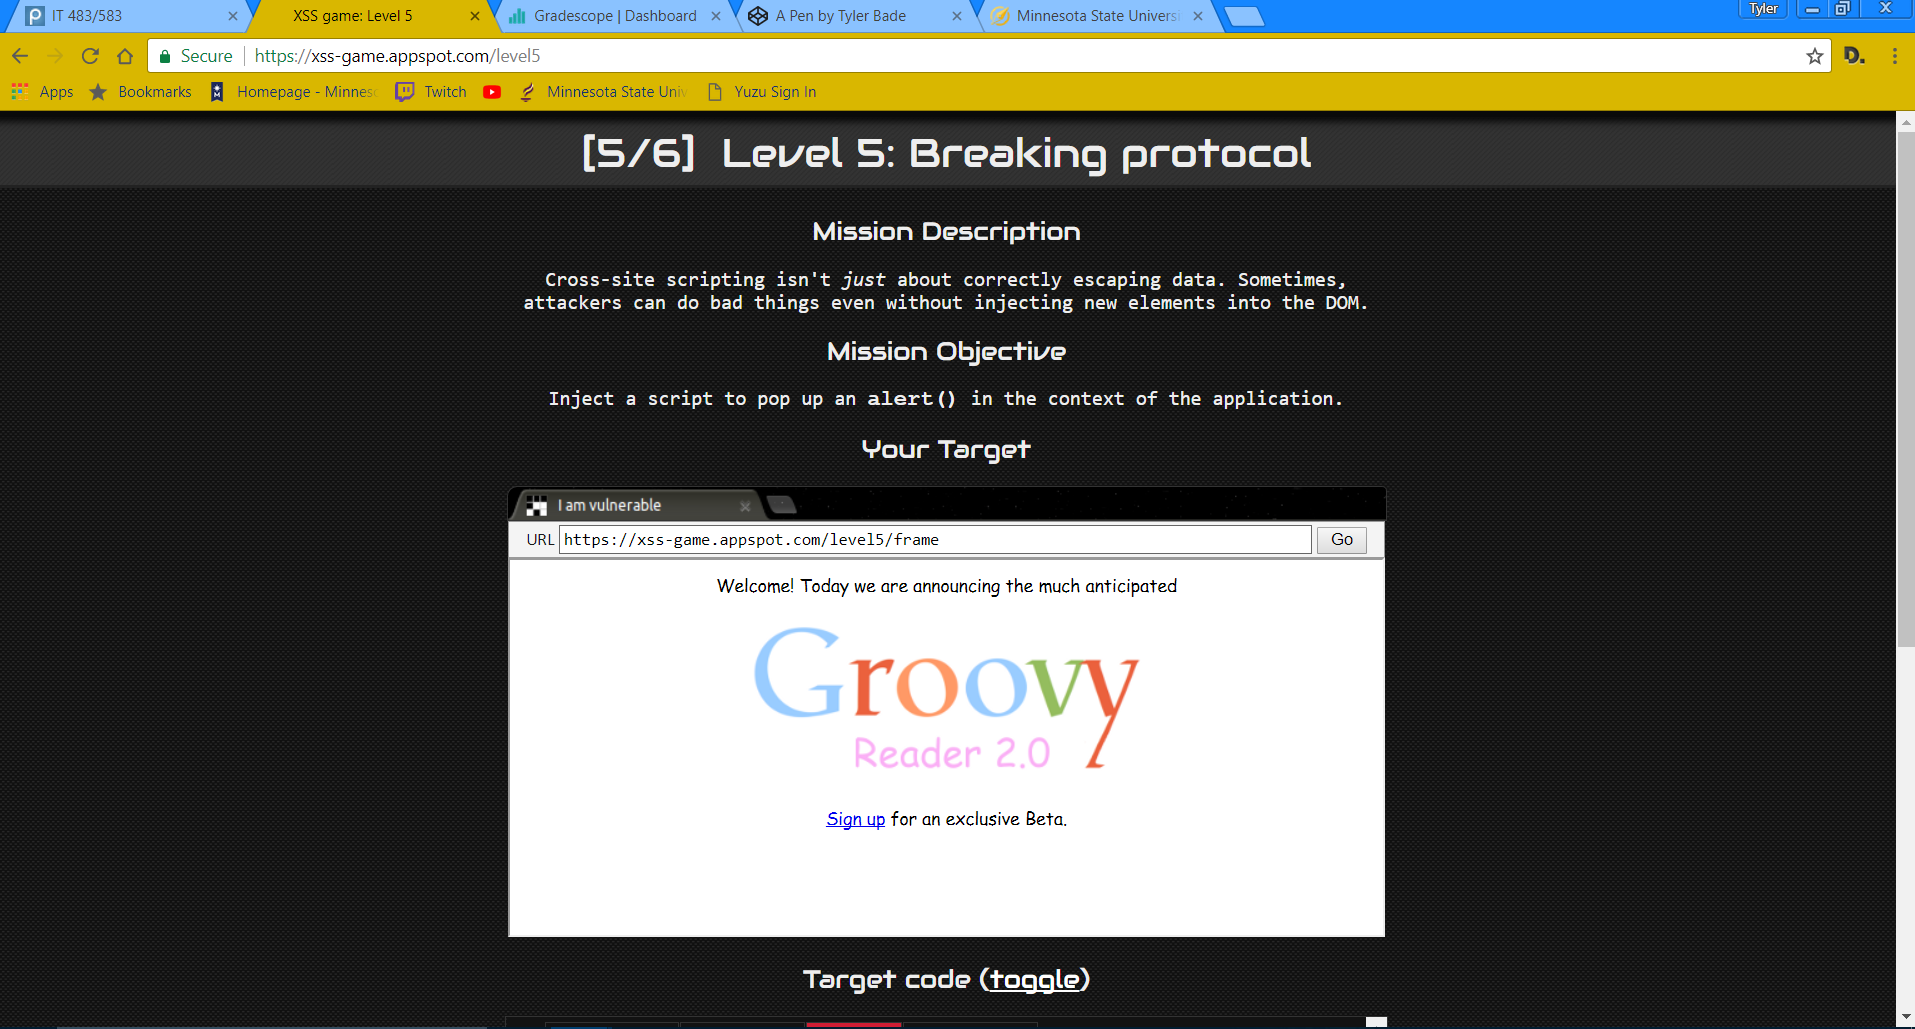 IT 483/583
XSS game: Level 5
Gradescope | Dashboard
A Pen by Tyler Bade
Minnesota State Univers
Tyler
Secure
https://xss-game.appspot.com/level5
D.
Apps
Bookmarks
Homepage - Minnes
Twitch
Minnesota State Univ
Yuzu Sign In
[5/6] Level 5: Breaking protocol
Mission Description
Cross-site scripting isn't just about correctly escaping data. Sometimes,
attackers can do bad things even without injecting new elements into the DOM.
Mission Objective
Inject a script to pop up an alert() in the context of the application.
Your Target
I am vulnerable
URL https://xss-game.appspot.com/level5/frame Go
Welcome! Today we are announcing the much anticipated
Groovy
Reader 2.0
Sign up for an exclusive Beta.
Target code (toggle)